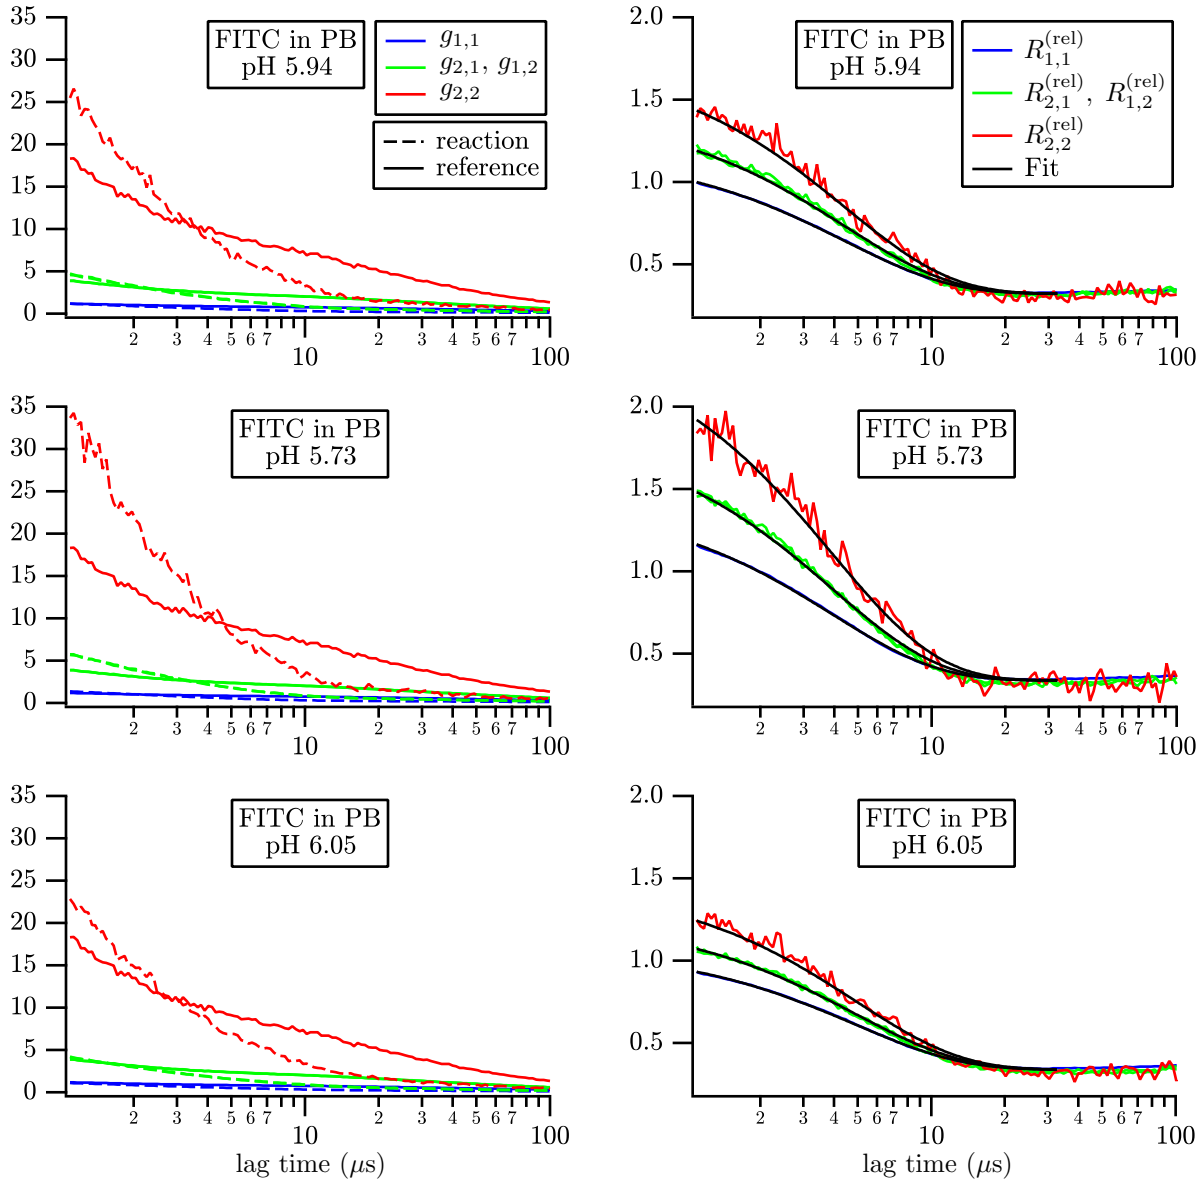 35
30
25
20
15
10
5
0
FITC in PB
pH 5.94
g1,1
g2,1, g1,2
g2,2
reaction
reference
2 3 4 5 6 7 10 2 3 4 5 6 7 100
2.0
1.5
1.0
0.5
FITC in PB
pH 5.94
R1,1(rel)
R2,1(rel) , R1,2(rel)
R2,2(rel)
Fit
2 3 4 5 6 7 10 2 3 4 5 6 7 100
35
30
25
20
15
10
5
0
FITC in PB
pH 5.73
2 3 4 5 6 7 10 2 3 4 5 6 7 100
2.0
1.5
1.0
0.5
FITC in PB
pH 5.73
2 3 4 5 6 7 10 2 3 4 5 6 7 100
35
30
25
20
15
10
5
0
FITC in PB
pH 6.05
2 3 4 5 6 7 10 2 3 4 5 6 7 100
lag time (μs)
2.0
1.5
1.0
0.5
FITC in PB
pH 6.05
2 3 4 5 6 7 10 2 3 4 5 6 7 100
lag time (μs)